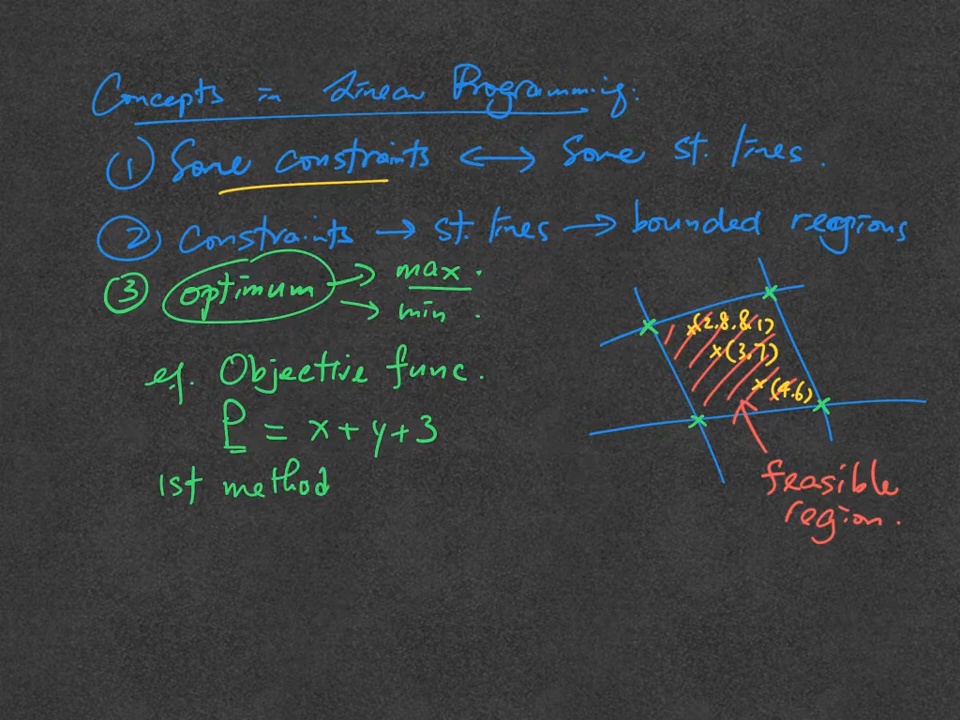 Concepts in Linear Programming:
① Some constraints ⟷ Some st. lines.
② constraints → st. lines → bounded regions
③ optimum → max.
→ min.
eg. Objective func.
P = x + y + 3
1st method
x(2.8, 8.1)
x(3.7)
x(4.6)
feasible
region.